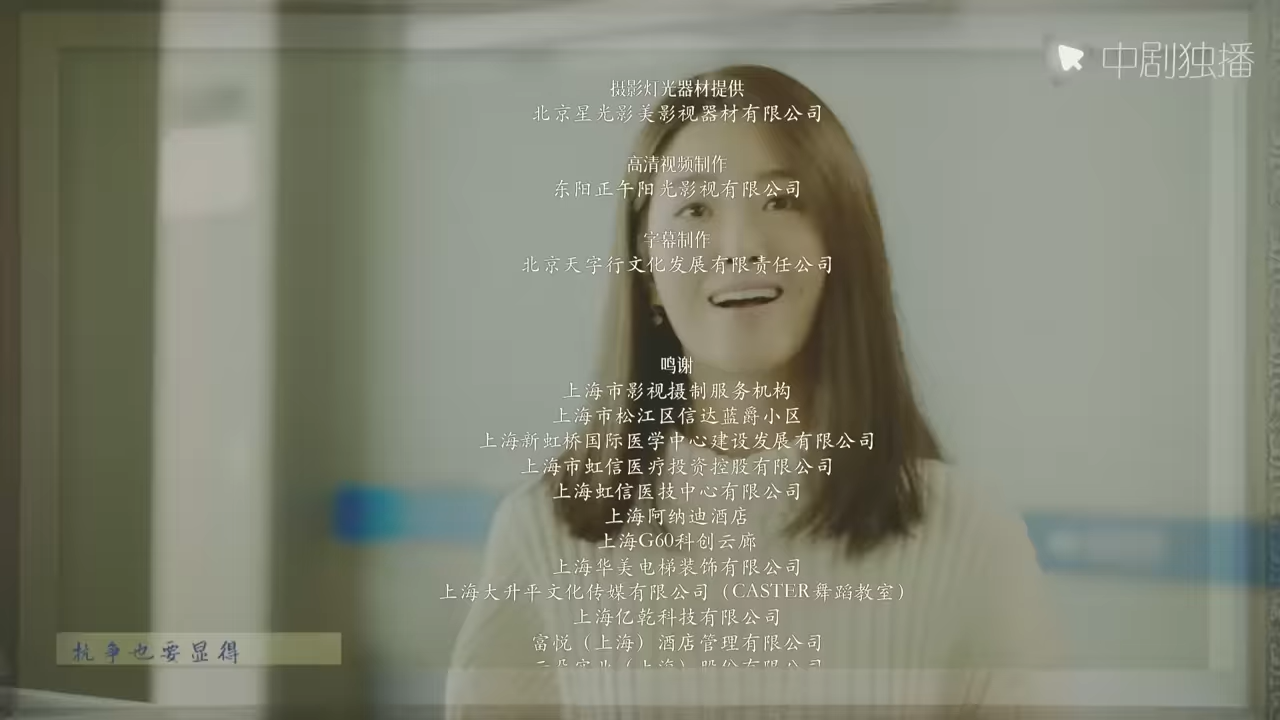 中剧独播
摄影灯光器材提供
北京星光影美影视器材有限公司
高清视频制作
东阳正午阳光影视有限公司
字幕制作
北京天字行文化发展有限责任公司
鸣谢
上海市影视摄制服务机构
上海市松江区信达蓝爵小区
上海新虹桥国际医学中心建设发展有限公司
上海市虹信医疗投资控股有限公司
上海虹信医技中心有限公司
上海阿纳迪酒店
上海G60科创云廊
上海华美电梯装饰有限公司
上海大升平文化传媒有限公司（CASTER舞蹈教室）
上海亿乾科技有限公司
富悦（上海）酒店管理有限公司
抗争也要显得